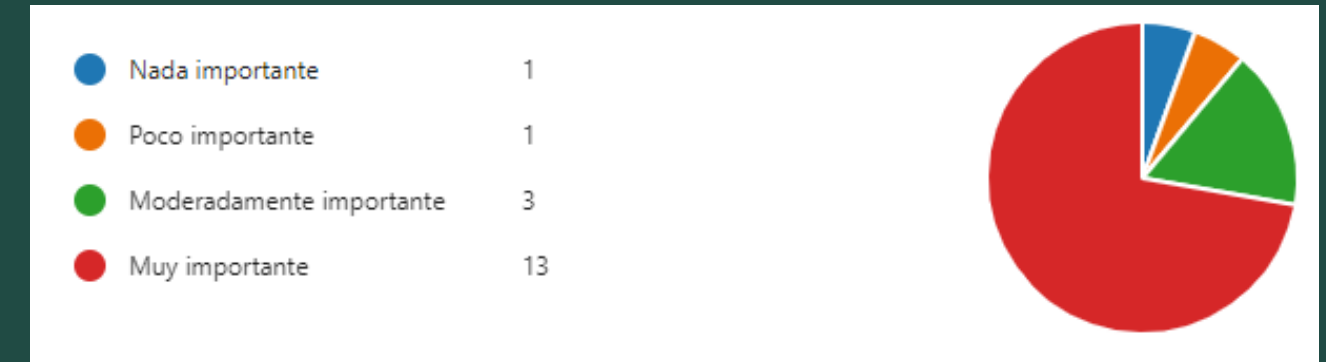 Nada importante 1
Poco importante 1
Moderadamente importante 3
Muy importante 13